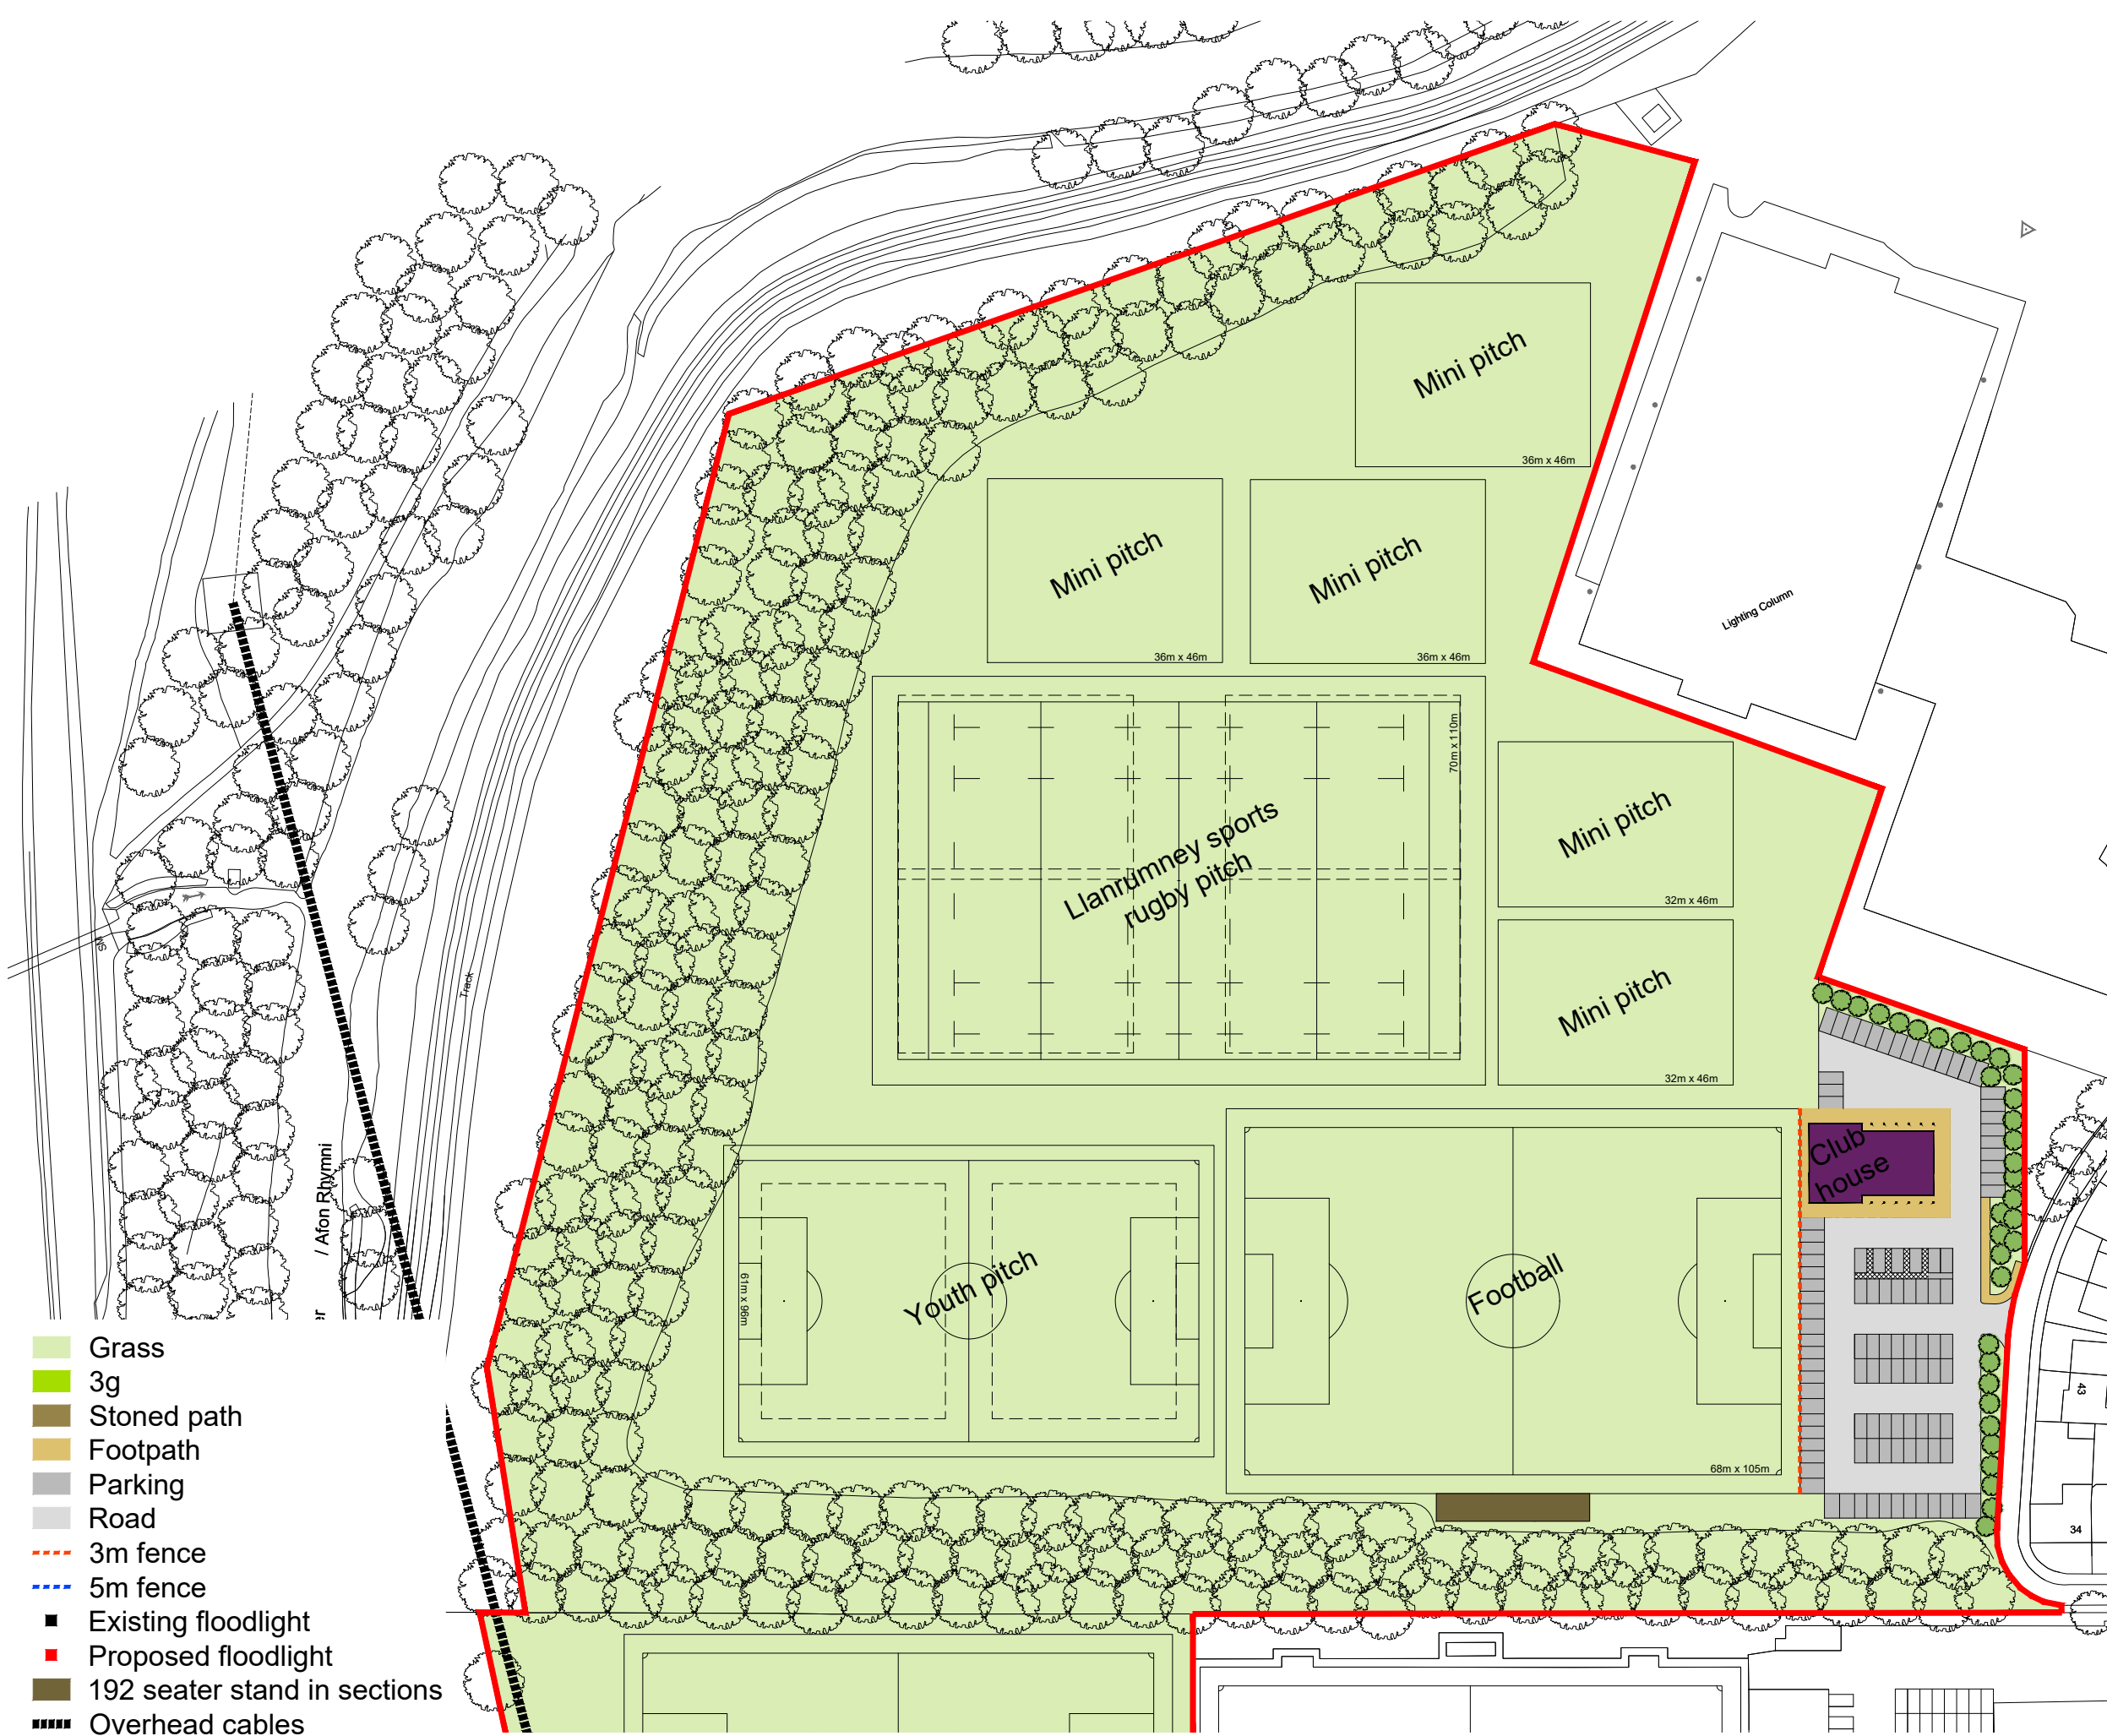 Mini pitch
36m x 46m
Mini pitch
36m x 46m
Mini pitch
36m x 46m
Lighting Column
70m x 110m
Llanrumney sports
rugby pitch
Mini pitch
32m x 46m
Mini pitch
32m x 46m
SM
Track
/ Afon Rhymni
er
Club
house
Youth pitch
61m x 96m
Football
68m x 105m
43
34
Grass
3g
Stoned path
Footpath
Parking
Road
3m fence
5m fence
Existing floodlight
Proposed floodlight
192 seater stand in sections
Overhead cables